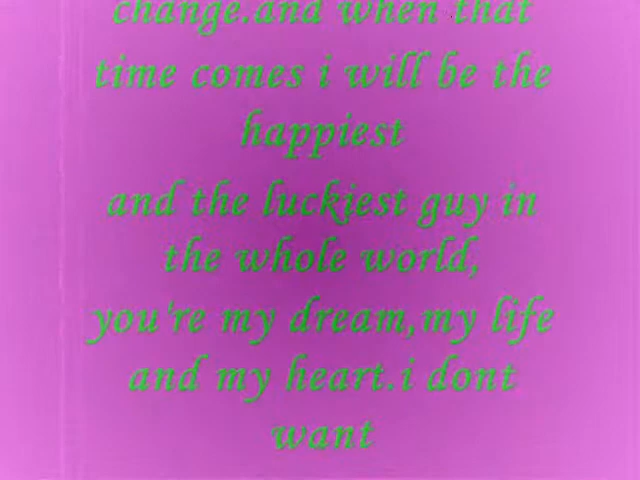 change.and when that
time comes i will be the
happiest
and the luckiest guy in
the whole world,
you're my dream,my life
and my heart.i dont
want